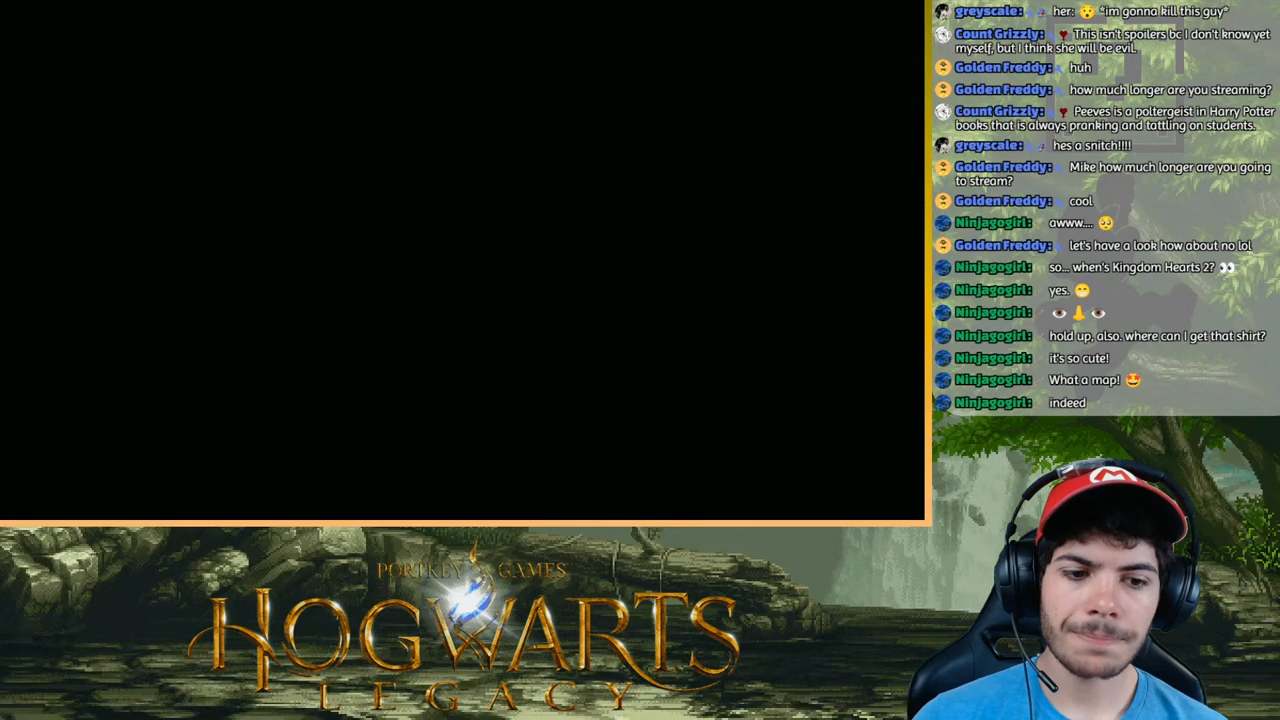 greyscale: her: 😯 *im gonna kill this guy*
Count Grizzly: This isn't spoilers bc I don't know yet
myself, but I think she will be evil.
Golden Freddy: huh
Golden Freddy: how much longer are you streaming?
Count Grizzly: Peeves is a poltergeist in Harry Potter
books that is always pranking and tattling on students.
greyscale: hes a snitch!!!!
Golden Freddy: Mike how much longer are you going
to stream?
Golden Freddy: cool
Ninjagogirl: awww.... 🥺
Golden Freddy: let's have a look how about no lol
Ninjagogirl: so... when's Kingdom Hearts 2? 👀
Ninjagogirl: yes. 😁
Ninjagogirl: 👁️👃👁️
Ninjagogirl: hold up, also. where can I get that shirt?
Ninjagogirl: it's so cute!
Ninjagogirl: What a map! 🤩
Ninjagogirl: indeed
M
PORTKEY GAMES
HOGWARTS
LEGACY